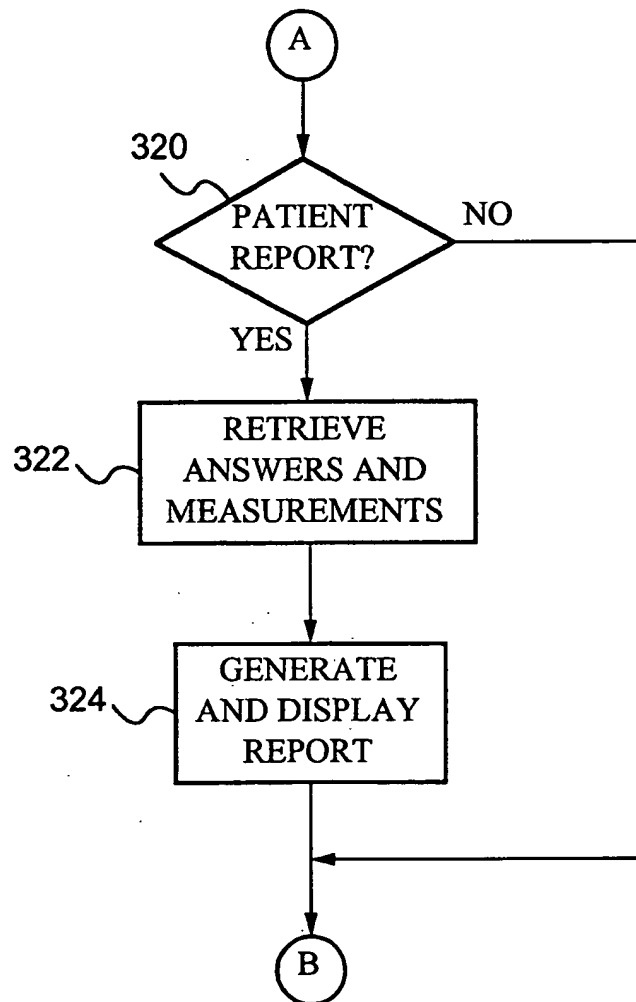 A
320
PATIENT
REPORT?
NO
YES
322
RETRIEVE
ANSWERS AND
MEASUREMENTS
324
GENERATE
AND DISPLAY
REPORT
B